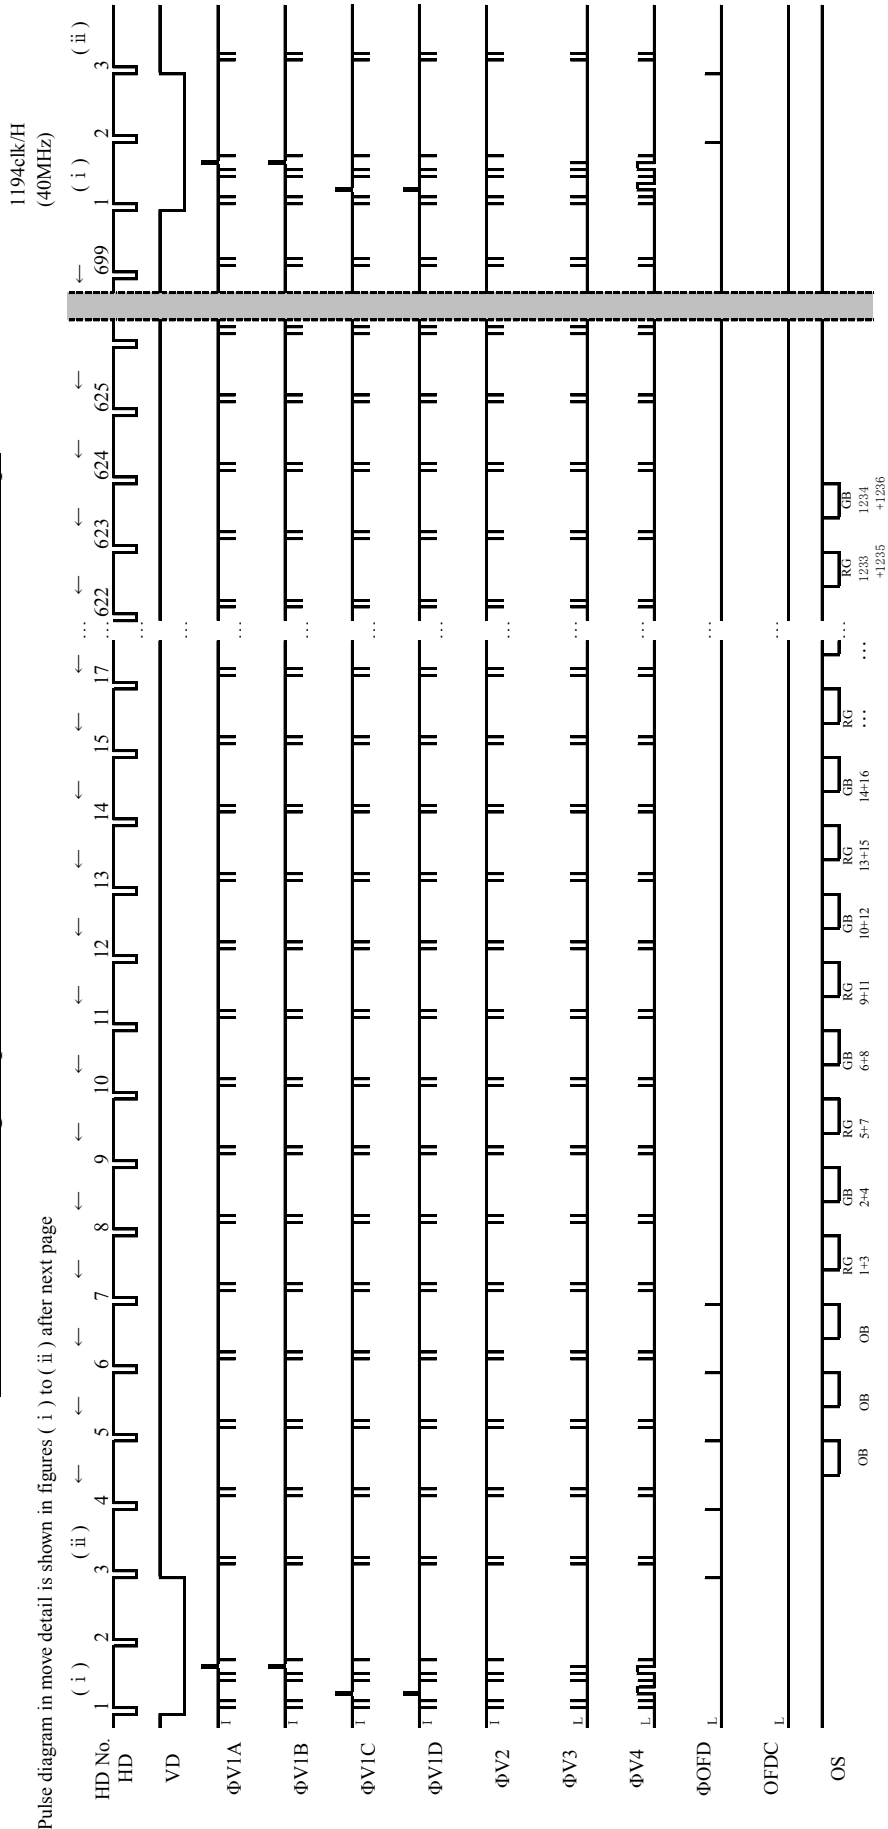 Pulse diagram in move detail is shown in figures ( ⅰ ) to ( ⅱ ) after next page
1194clk/H
(40MHz)
( ⅰ ) ( ⅱ ) ← ← ← ← ← ← ← ← ← ← ← ← ← … ← ← ← ← ← ( ⅰ ) ( ⅱ )
HD No. 1 2 3 4 5 6 7 8 9 10 11 12 13 14 15 17 … 622 623 624 625 699 1 2 3
HD …
VD …
ΦV1A I …
ΦV1B I …
ΦV1C I …
ΦV1D I …
ΦV2 I …
ΦV3 L …
ΦV4 L …
ΦOFD L …
OFDC L …
OS …
RG GB RG GB RG GB RG GB RG RG GB
OB OB OB 1+3 2+4 5+7 6+8 9+11 10+12 13+15 14+16 … … 1233 1234
+1235 +1236